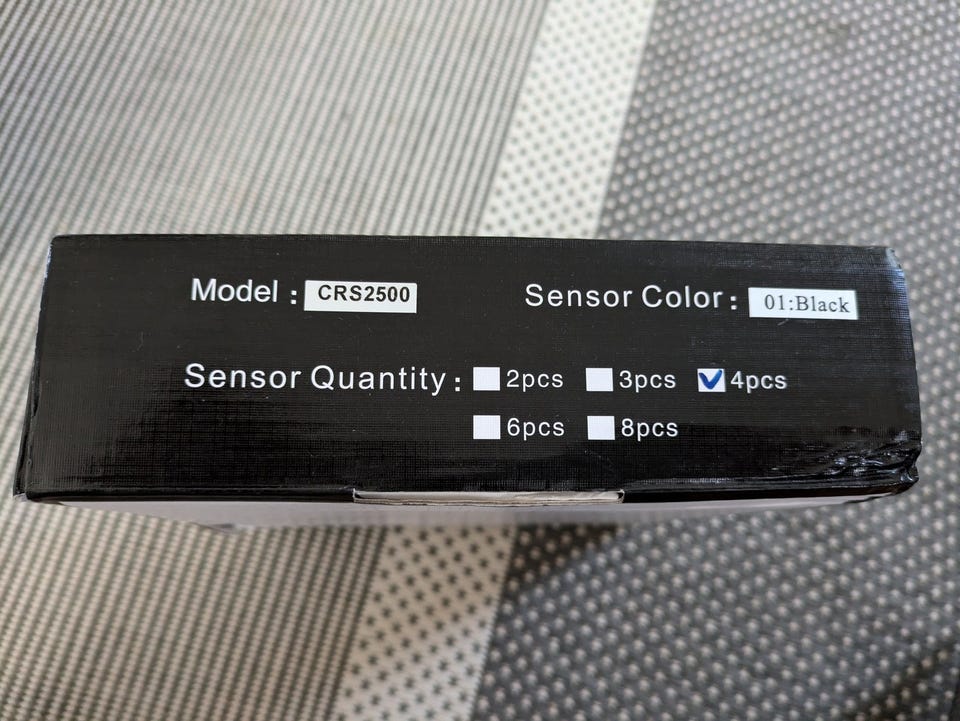 Model : CRS2500 Sensor Color : 01:Black
Sensor Quantity : 2pcs 3pcs 4pcs
6pcs 8pcs